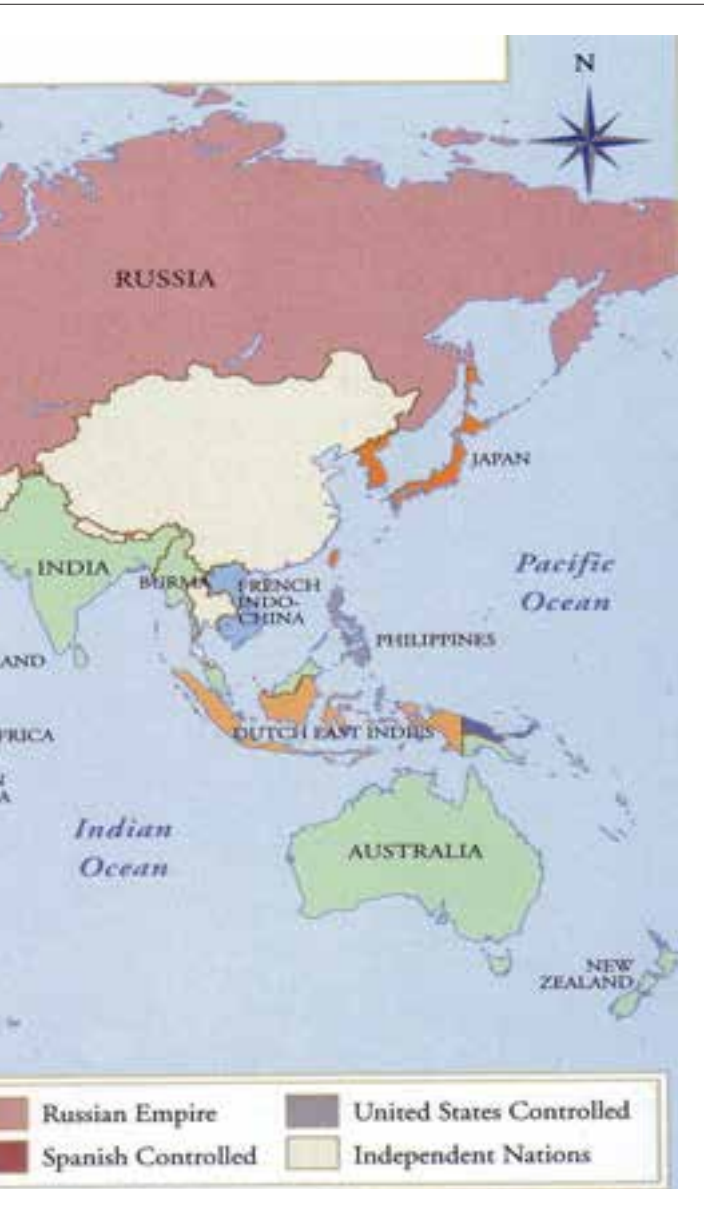 N
RUSSIA
JAPAN
INDIA
Pacific
Ocean
BURMA
FRENCH
INDO-
CHINA
PHILIPPINES
AND
FRICA
DUTCH EAST INDIES
N
A
Indian
Ocean
AUSTRALIA
NEW
ZEALAND
Russian Empire
United States Controlled
Spanish Controlled
Independent Nations